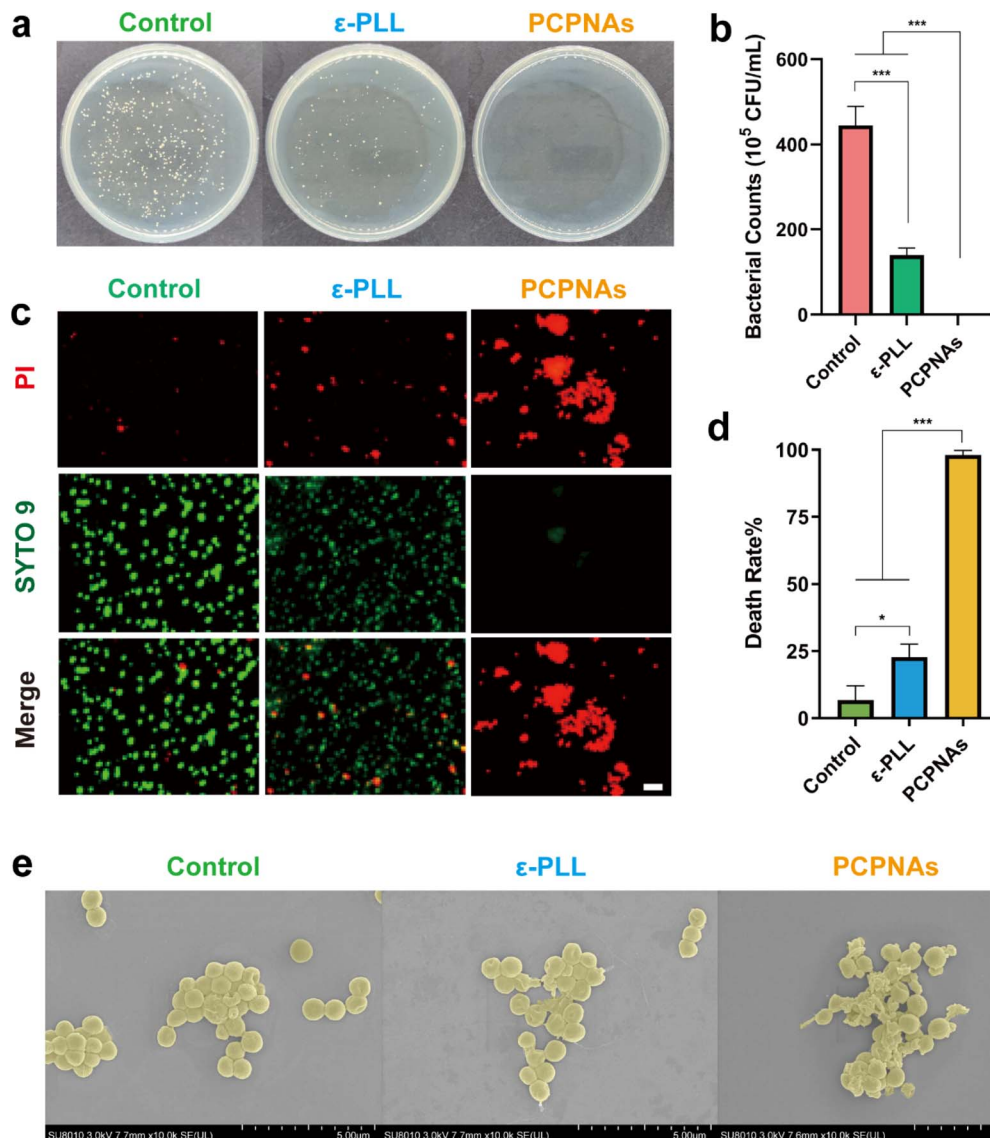 a
Control
ε-PLL
PCPNAs
b
Bacterial Counts (10⁵ CFU/mL)
600
400
200
0
***
***
Control
ε-PLL
PCPNAs
c
Control
ε-PLL
PCPNAs
PI
SYTO 9
Merge
d
Death Rate%
100
75
50
25
0
***
*
Control
ε-PLL
PCPNAs
e
Control
ε-PLL
PCPNAs
SU8010 3.0kV 7.7mm x10.0k SE(UL) 5.00μm
SU8010 3.0kV 7.7mm x10.0k SE(UL) 5.00μm
SU8010 3.0kV 7.6mm x10.0k SE(UL) 5.00μm